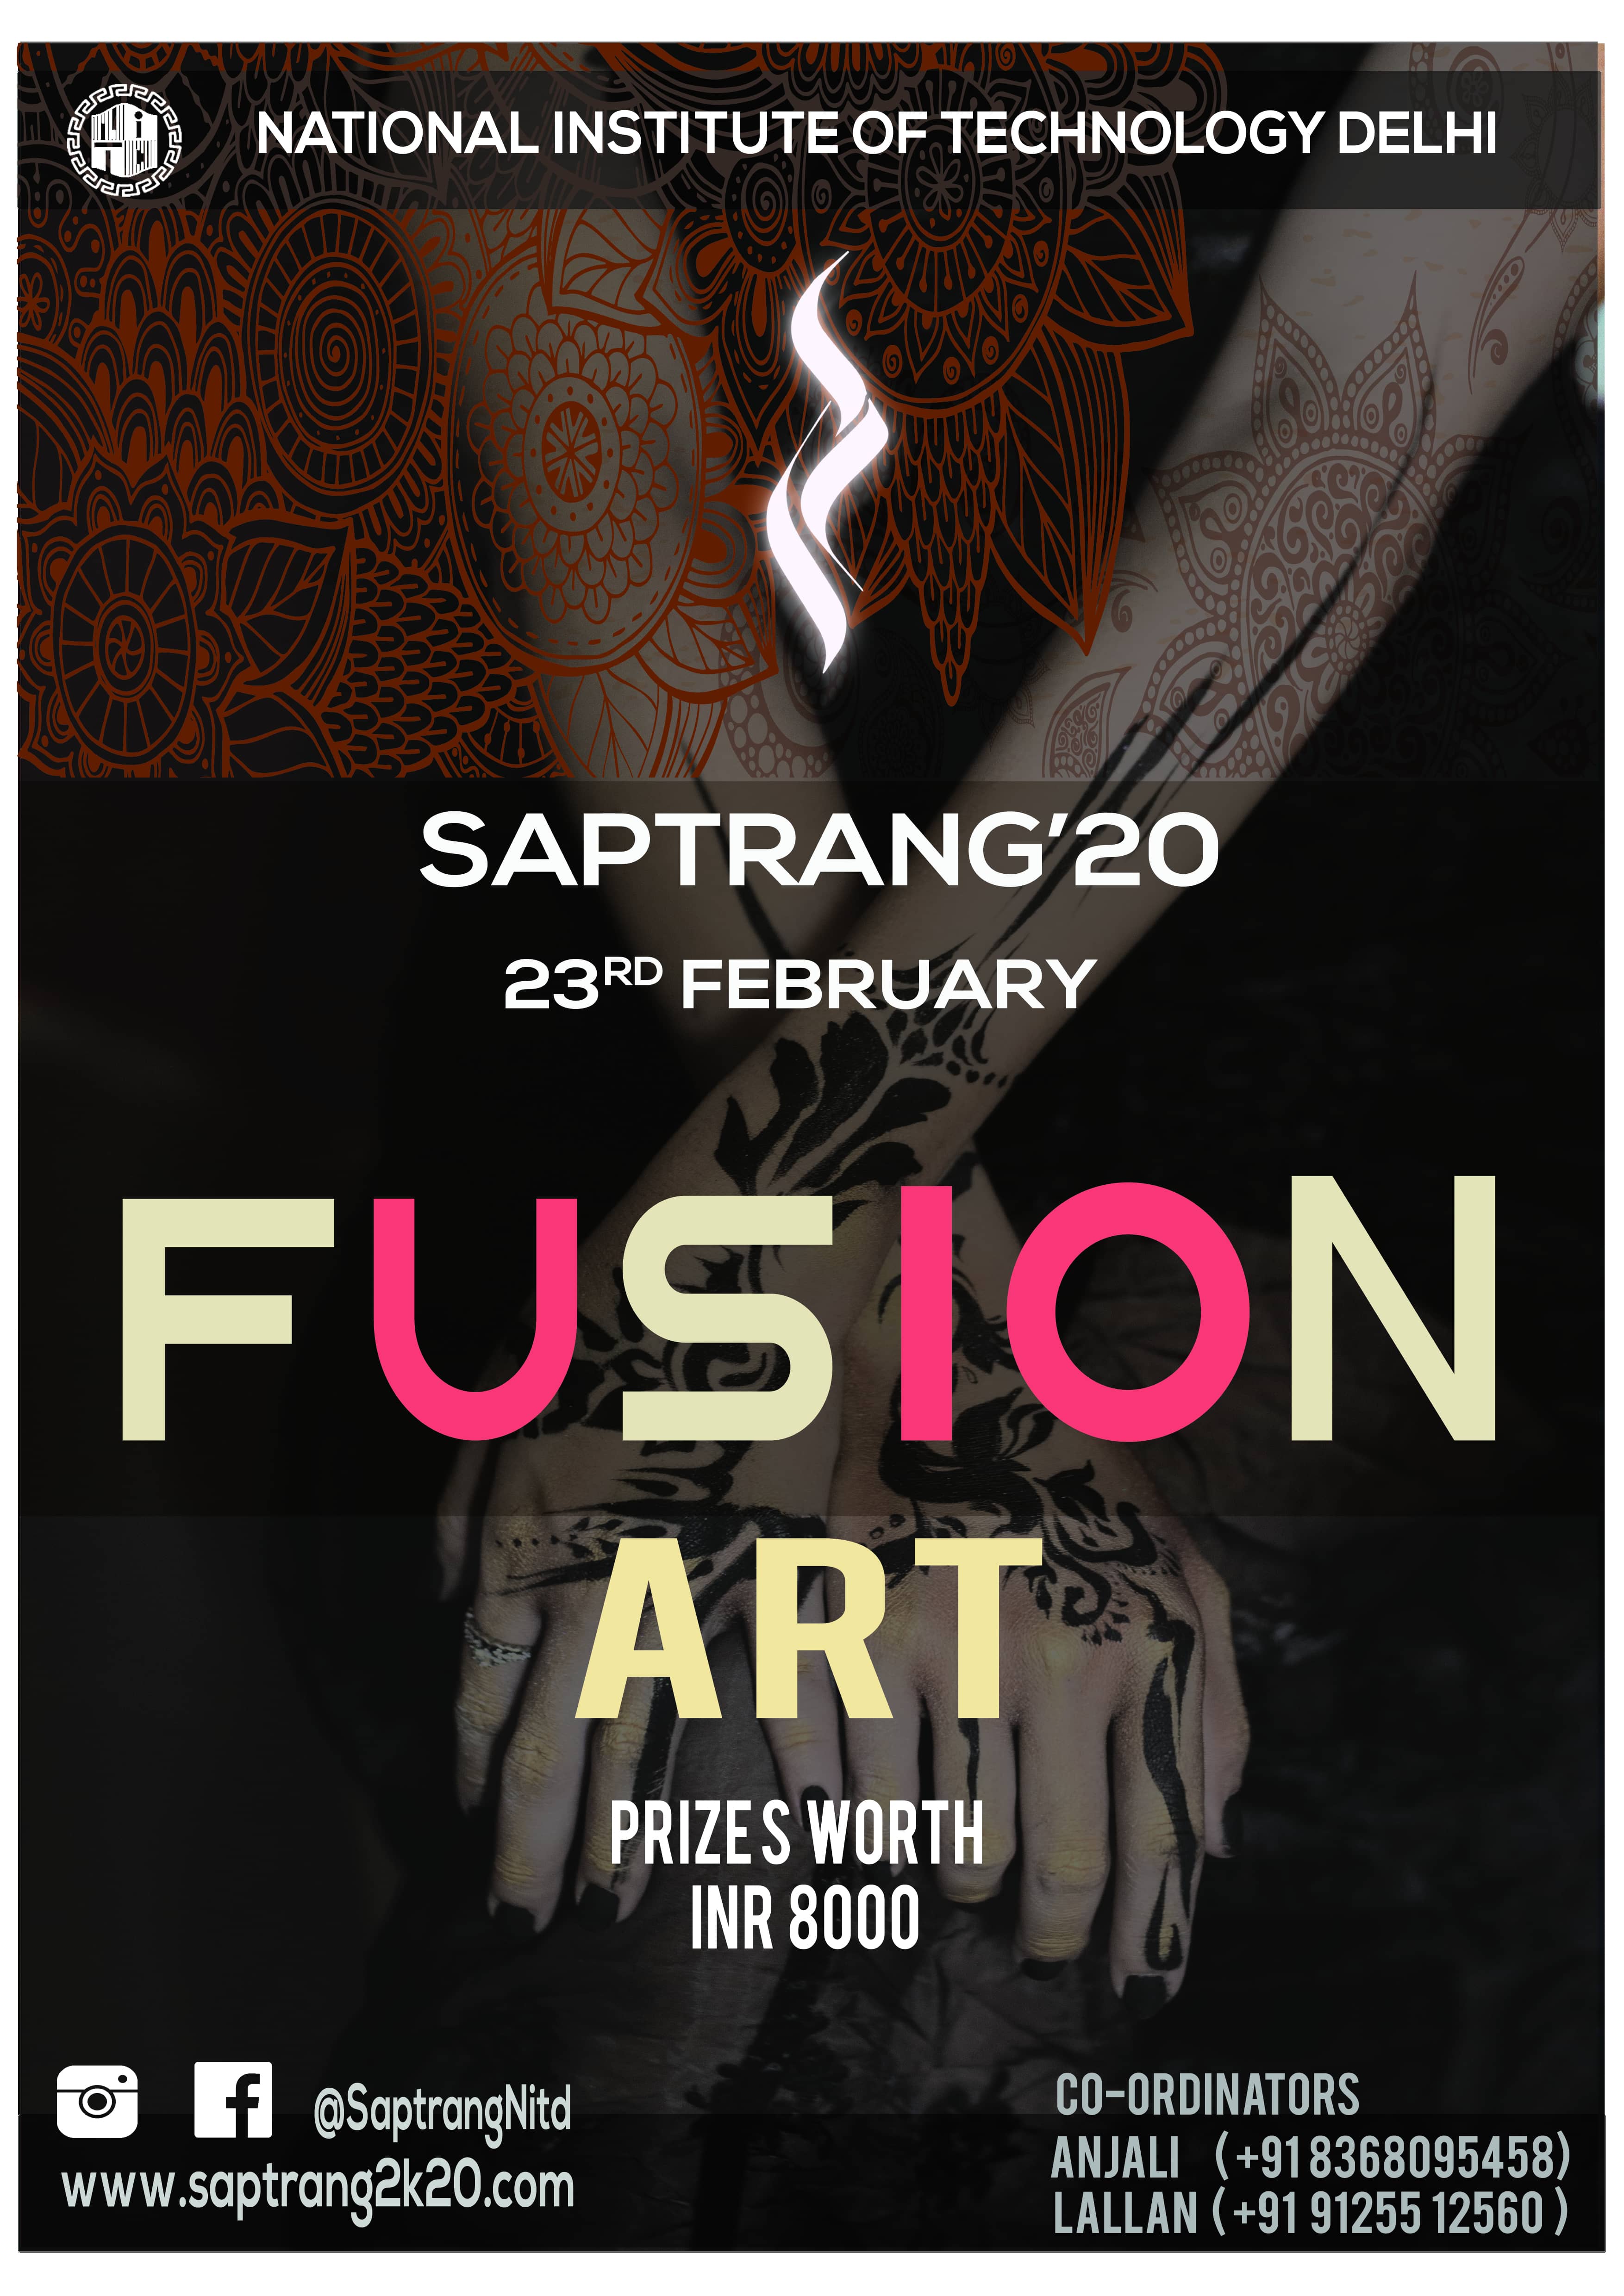 NATIONAL INSTITUTE OF TECHNOLOGY DELHI
SAPTRANG'20
23RD FEBRUARY
FUSION
ART
PRIZES WORTH
INR 8000
@SaptrangNitd
www.saptrang2k20.com
CO-ORDINATORS
ANJALI (+91 8368095458)
LALLAN (+91 91255 12560 )